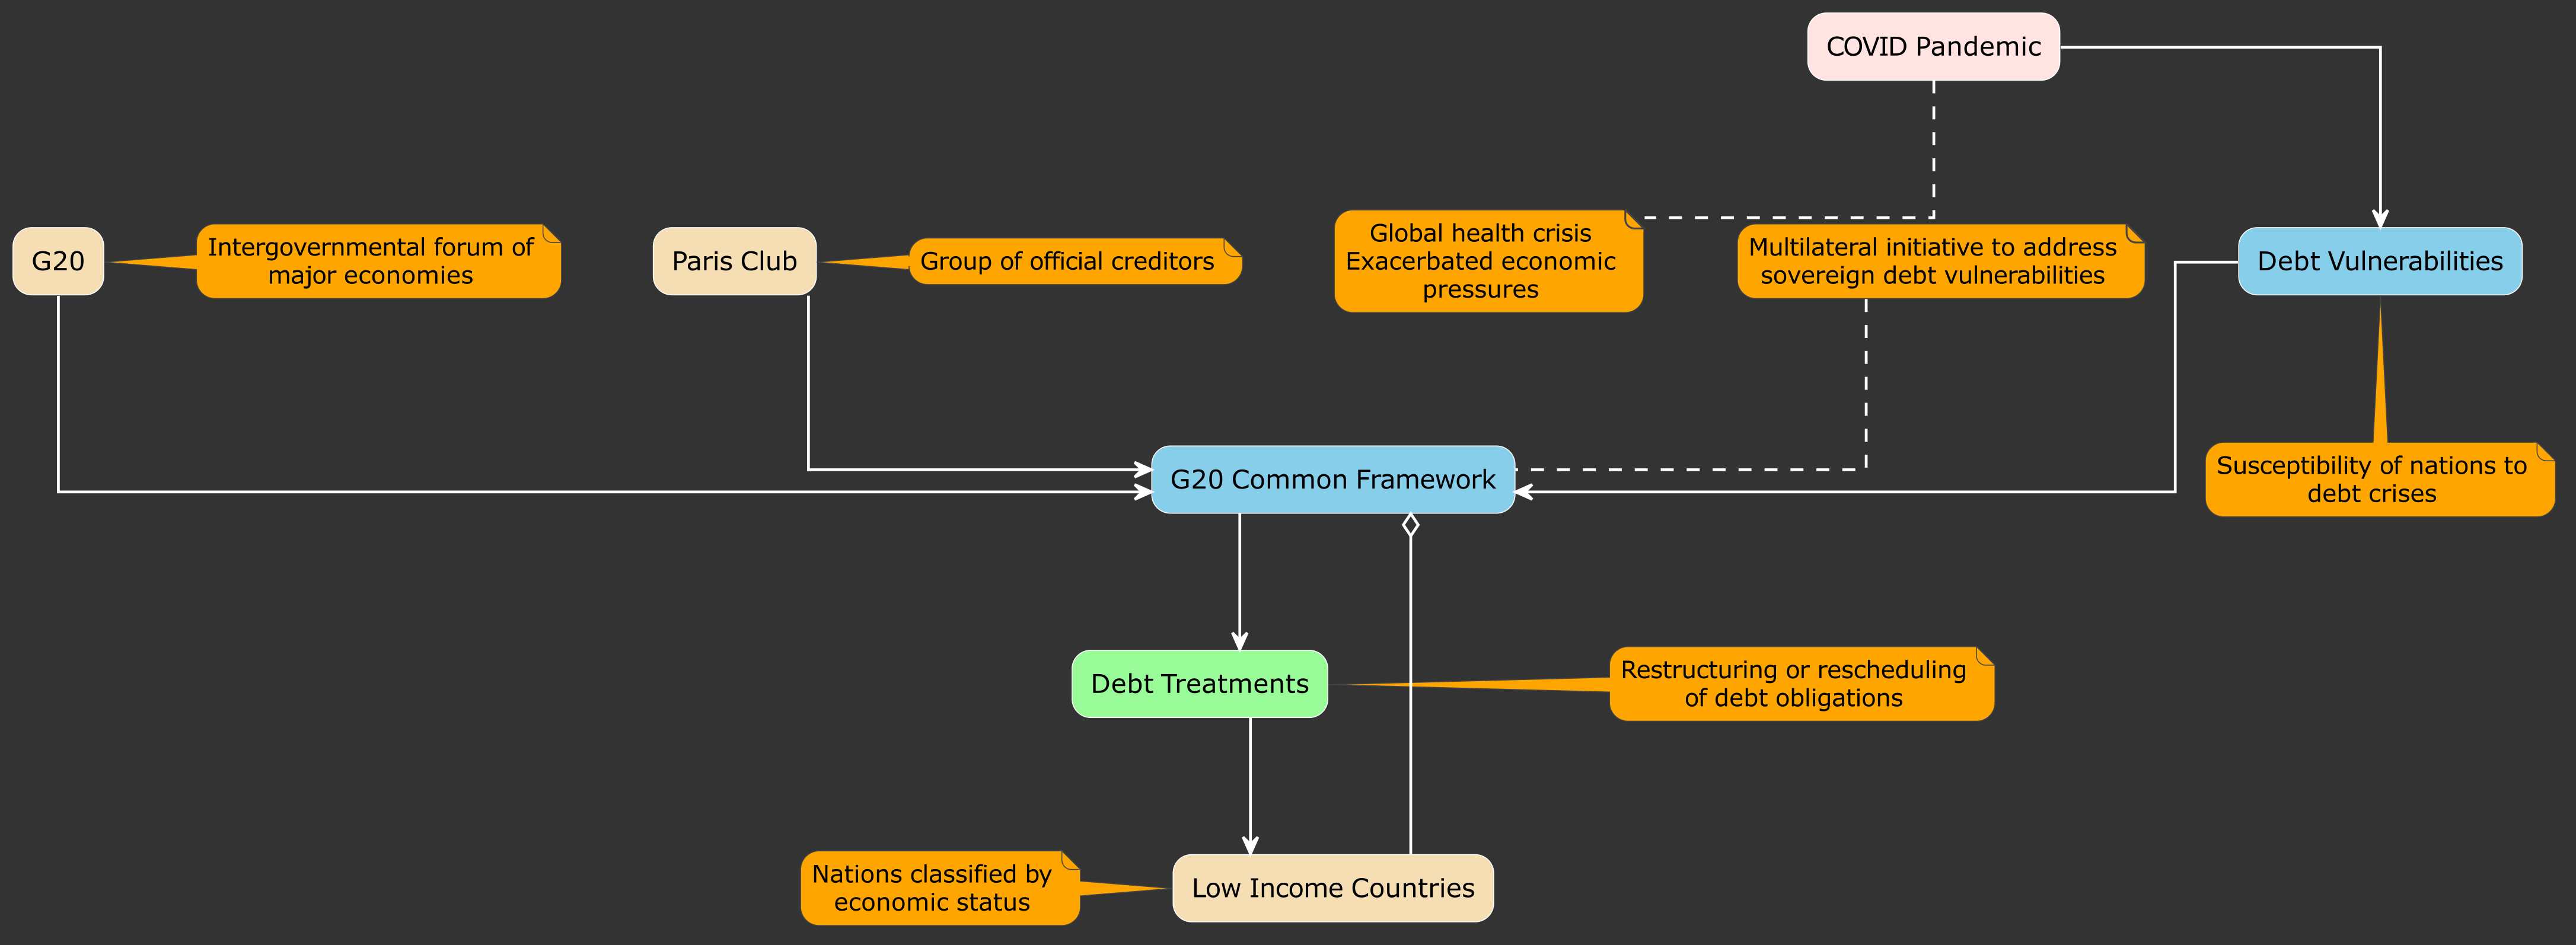 COVID Pandemic
G20
Intergovernmental forum of
major economies
Paris Club
Group of official creditors
Global health crisis
Exacerbated economic
pressures
Multilateral initiative to address
sovereign debt vulnerabilities
Debt Vulnerabilities
G20 Common Framework
Susceptibility of nations to
debt crises
Debt Treatments
Restructuring or rescheduling
of debt obligations
Nations classified by
economic status
Low Income Countries